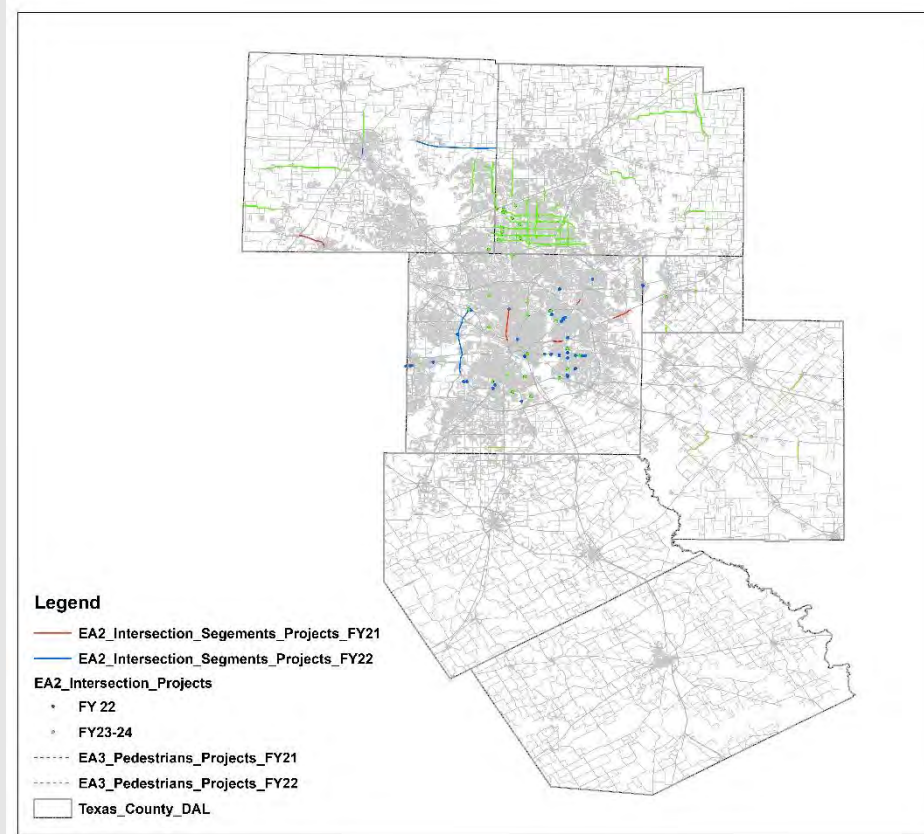 Legend
EA2_Intersection_Segements_Projects_FY21
EA2_Intersection_Segments_Projects_FY22
EA2_Intersection_Projects
FY 22
FY23-24
EA3_Pedestrians_Projects_FY21
EA3_Pedestrians_Projects_FY22
Texas_County_DAL